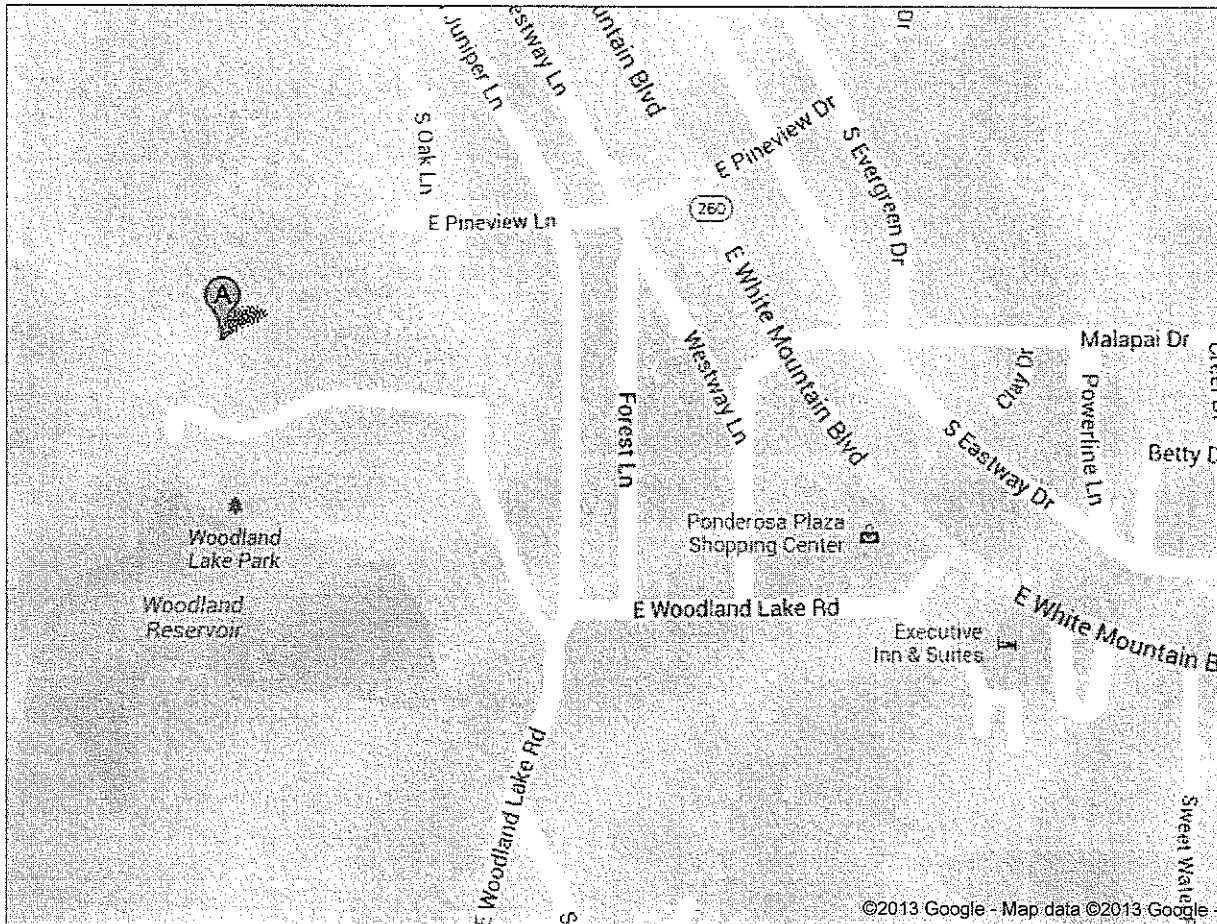 Juniper Ln
estway Ln
untain Blvd
Dr
S Oak Ln
E Pineview Dr
S Evergreen Dr
260
E Pineview Ln
A
E White Mountain Blvd
Malapai Dr
Westway Ln
Clay Dr
Powerline Ln
Forest Ln
S Eastway Dr
Betty D
Woodland
Lake Park
Ponderosa Plaza
Shopping Center
Woodland
Reservoir
E Woodland Lake Rd
E White Mountain B
Executive
Inn & Suites
E Woodland Lake Rd
S
Sweet Water
©2013 Google - Map data ©2013 Google -